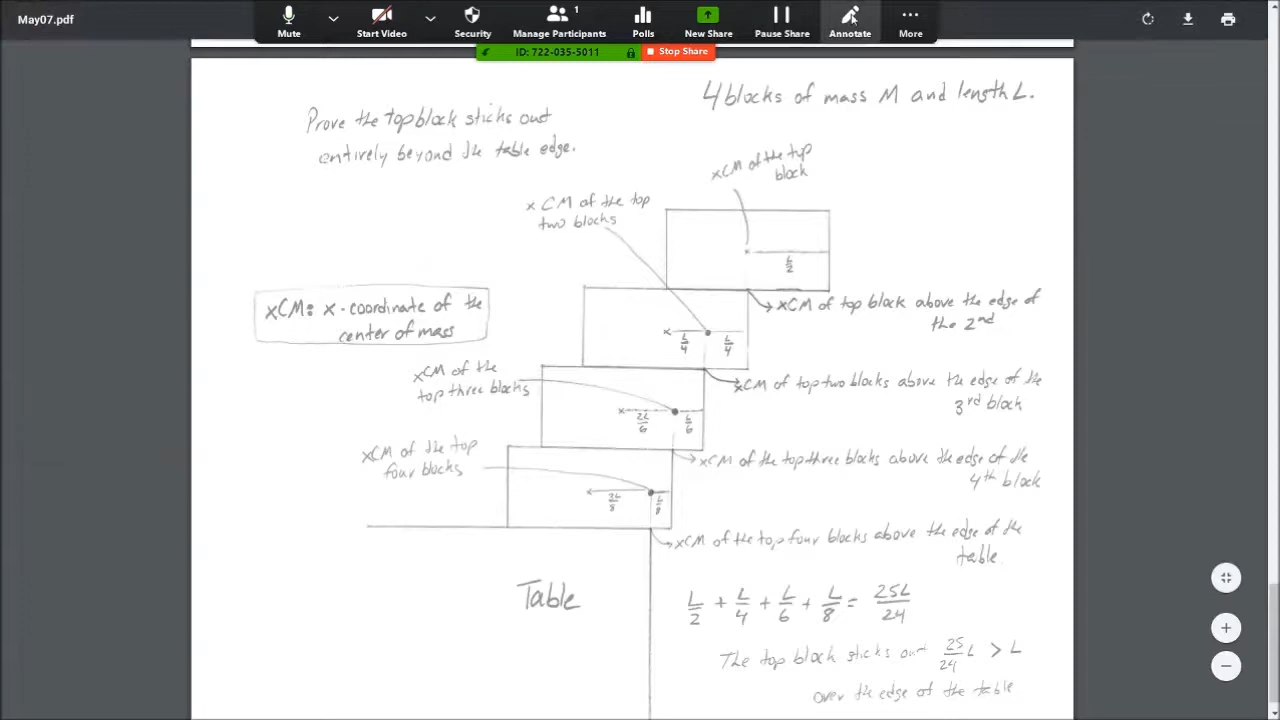 May07.pdf
Mute
Start Video
Security
Manage Participants
1
Polls
New Share
Pause Share
Annotate
More
ID: 722-035-5011
Stop Share
4 blocks of mass M and length L.
Prove the top block sticks out
entirely beyond the table edge.
xCM of the top
block
x CM of the top
two blocks
L/2
xCM: x-coordinate of the
center of mass
xCM of top block above the edge of
the 2nd
x L/4 L/4
xCM of the
top three blocks
xCM of top two blocks above the edge of the
3rd block
x 2L/6 L/6
xCM of the top
four blocks
xCM of the top three blocks above the edge of the
4th block
x 3L/8 L/8
xCM of the top four blocks above the edge of the
table.
Table
L/2 + L/4 + L/6 + L/8 = 25L/24
The top block sticks out 25/24 L > L
over the edge of the table